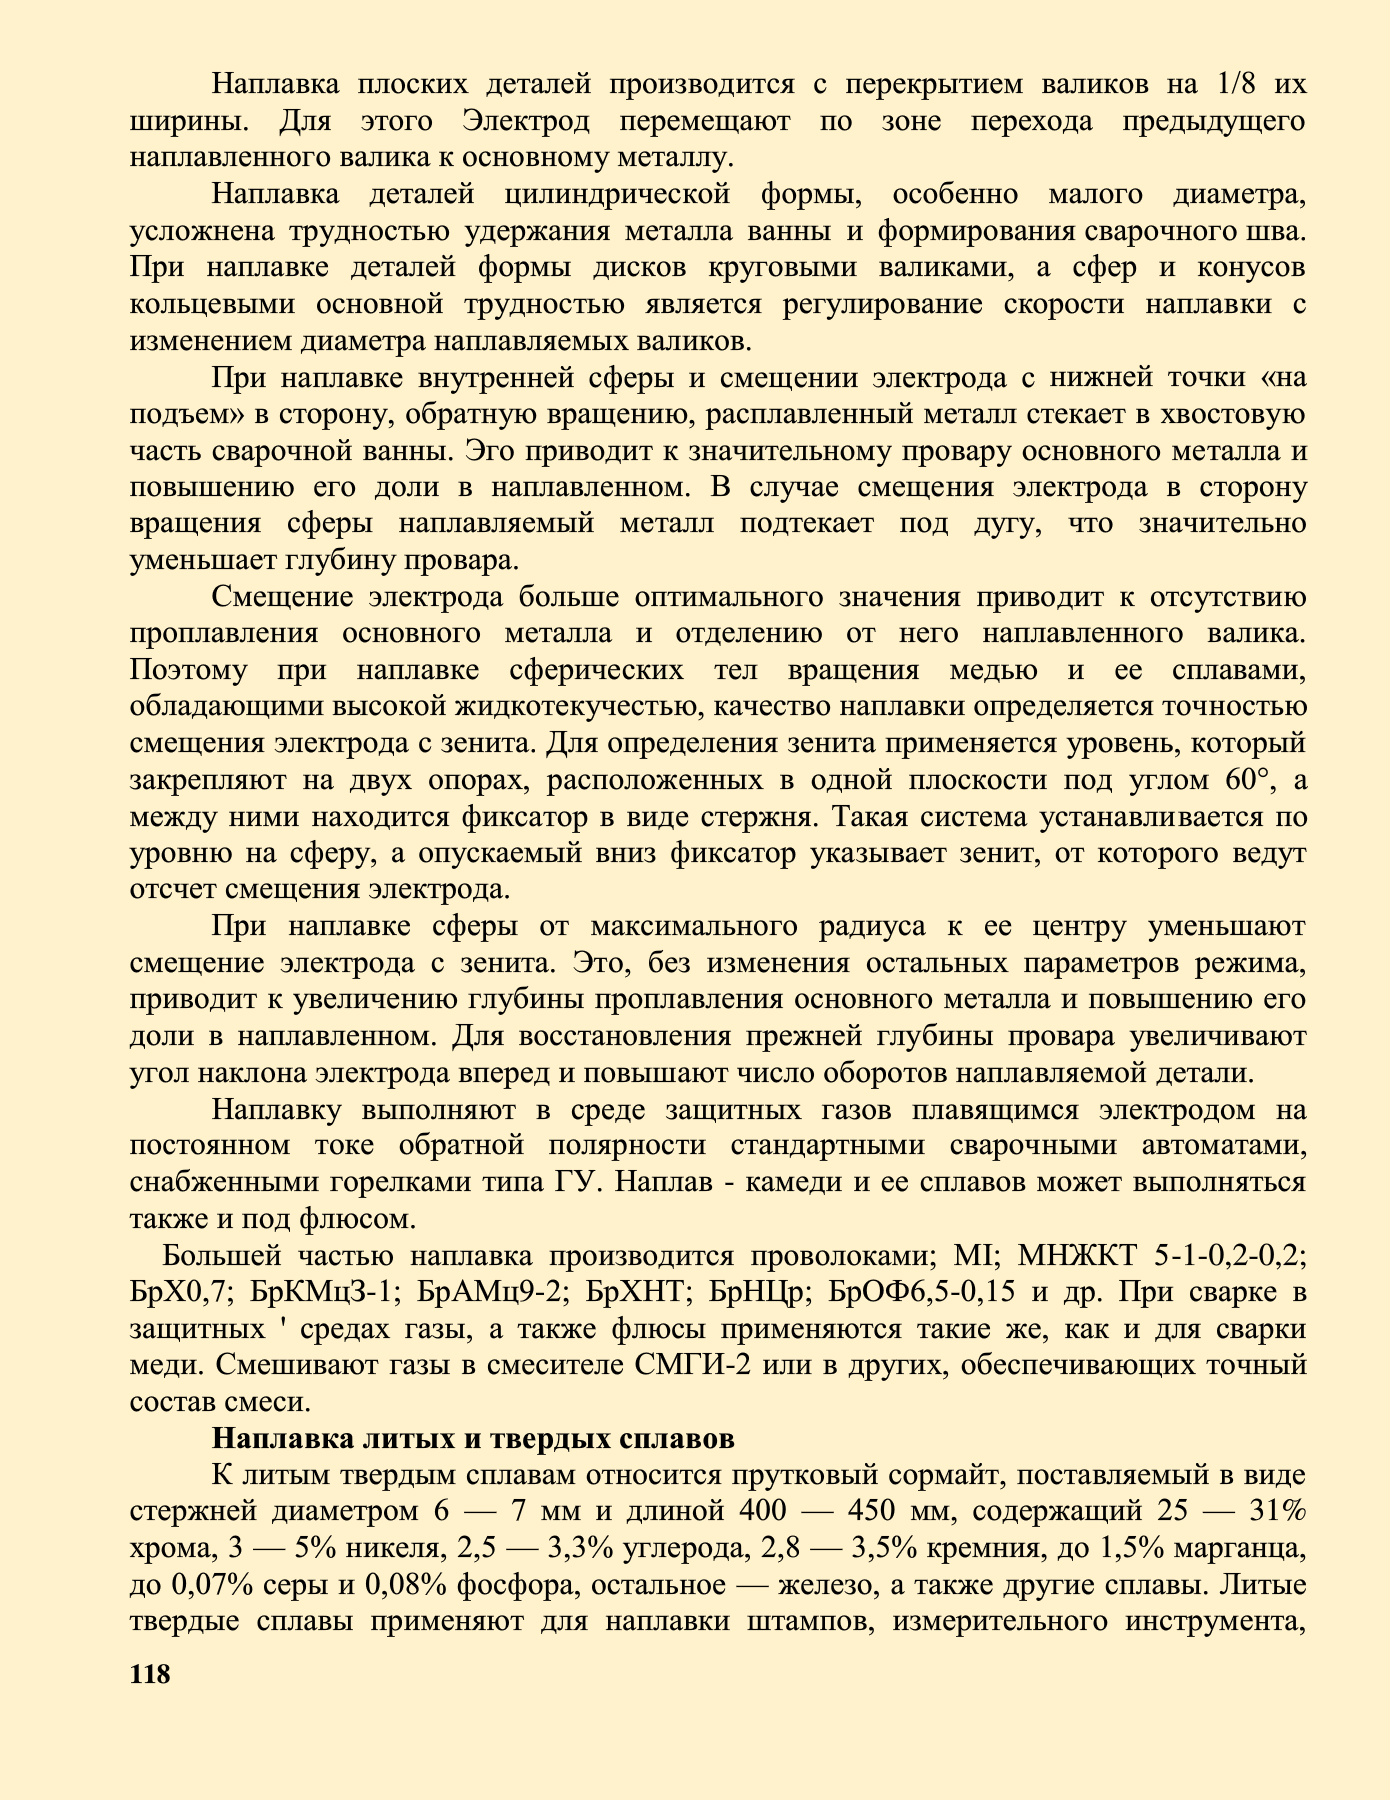 Наплавка плоских деталей производится с перекрытием валиков на 1/8 их
ширины. Для этого Электрод перемещают по зоне перехода предыдущего
наплавленного валика к основному металлу.
Наплавка деталей цилиндрической формы, особенно малого диаметра,
усложнена трудностью удержания металла ванны и формирования сварочного шва.
При наплавке деталей формы дисков круговыми валиками, а сфер и конусов
кольцевыми основной трудностью является регулирование скорости наплавки с
изменением диаметра наплавляемых валиков.
При наплавке внутренней сферы и смещении электрода с нижней точки «на
подъем» в сторону, обратную вращению, расплавленный металл стекает в хвостовую
часть сварочной ванны. Эго приводит к значительному провару основного металла и
повышению его доли в наплавленном. В случае смещения электрода в сторону
вращения сферы наплавляемый металл подтекает под дугу, что значительно
уменьшает глубину провара.
Смещение электрода больше оптимального значения приводит к отсутствию
проплавления основного металла и отделению от него наплавленного валика.
Поэтому при наплавке сферических тел вращения медью и ее сплавами,
обладающими высокой жидкотекучестью, качество наплавки определяется точностью
смещения электрода с зенита. Для определения зенита применяется уровень, который
закрепляют на двух опорах, расположенных в одной плоскости под углом 60°, а
между ними находится фиксатор в виде стержня. Такая система устанавливается по
уровню на сферу, а опускаемый вниз фиксатор указывает зенит, от которого ведут
отсчет смещения электрода.
При наплавке сферы от максимального радиуса к ее центру уменьшают
смещение электрода с зенита. Это, без изменения остальных параметров режима,
приводит к увеличению глубины проплавления основного металла и повышению его
доли в наплавленном. Для восстановления прежней глубины провара увеличивают
угол наклона электрода вперед и повышают число оборотов наплавляемой детали.
Наплавку выполняют в среде защитных газов плавящимся электродом на
постоянном токе обратной полярности стандартными сварочными автоматами,
снабженными горелками типа ГУ. Наплав - камеди и ее сплавов может выполняться
также и под флюсом.
Большей частью наплавка производится проволоками; MI; МНЖКТ 5-1-0,2-0,2;
БрХ0,7; БрКМцЗ-1; БрАМц9-2; БрХНТ; БрНЦр; БрОФ6,5-0,15 и др. При сварке в
защитных ' средах газы, а также флюсы применяются такие же, как и для сварки
меди. Смешивают газы в смесителе СМГИ-2 или в других, обеспечивающих точный
состав смеси.
Наплавка литых и твердых сплавов
К литым твердым сплавам относится прутковый сормайт, поставляемый в виде
стержней диаметром 6 — 7 мм и длиной 400 — 450 мм, содержащий 25 — 31%
хрома, 3 — 5% никеля, 2,5 — 3,3% углерода, 2,8 — 3,5% кремния, до 1,5% марганца,
до 0,07% серы и 0,08% фосфора, остальное — железо, а также другие сплавы. Литые
твердые сплавы применяют для наплавки штампов, измерительного инструмента,
118